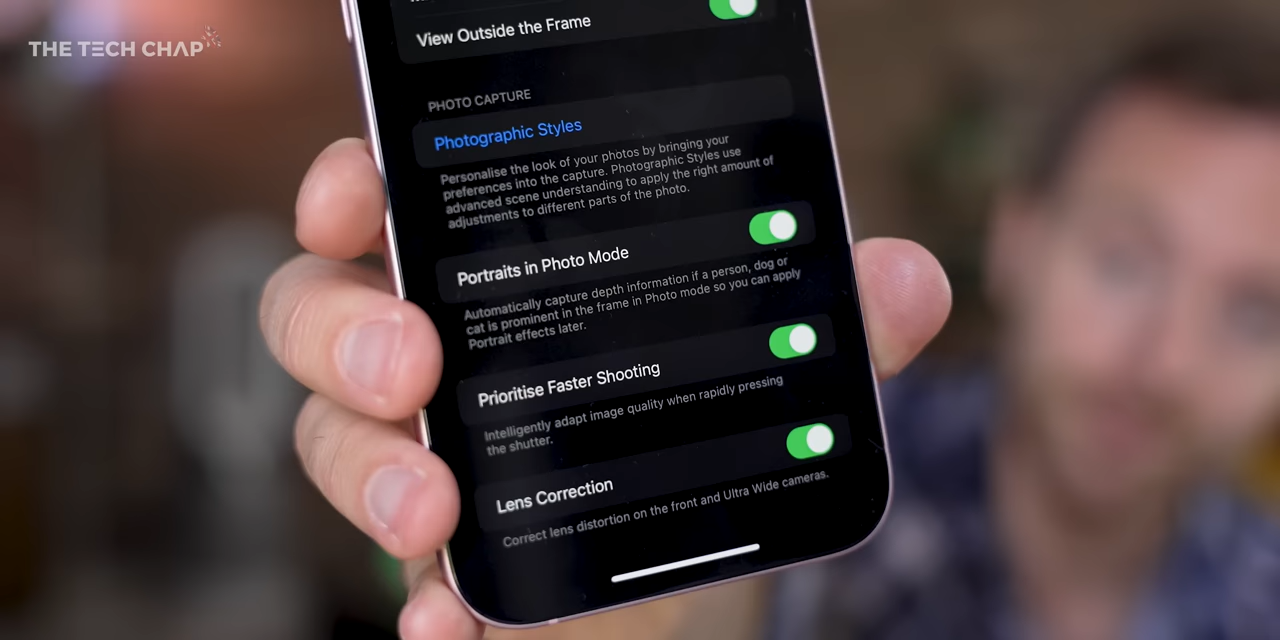 THE TECH CHAP
View Outside the Frame
PHOTO CAPTURE
Photographic Styles
Personalise the look of your photos by bringing your
preferences into the capture. Photographic Styles use
advanced scene understanding to apply the right amount of
adjustments to different parts of the photo.
Portraits in Photo Mode
Automatically capture depth information if a person, dog or
cat is prominent in the frame in Photo mode so you can apply
Portrait effects later.
Prioritise Faster Shooting
Intelligently adapt image quality when rapidly pressing
the shutter.
Lens Correction
Correct lens distortion on the front and Ultra Wide cameras.